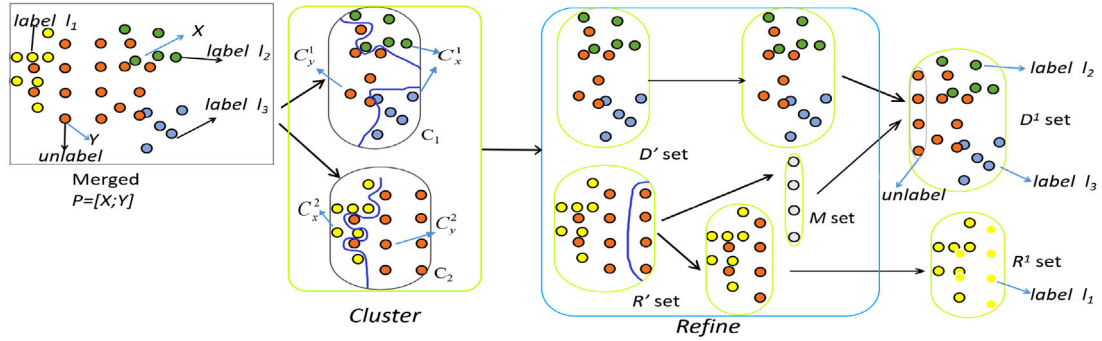 label l₁
X
label l₂
label l₃
Y
unlabel
Merged
P=[X;Y]
C_y^1
C_x^1
C₁
C_x^2
C_y^2
C₂
Cluster
D′ set
R′ set
M set
Refine
label l₂
D¹ set
label l₃
unlabel
R¹ set
label l₁